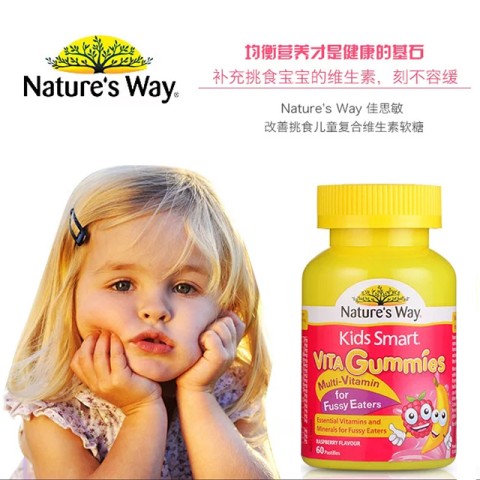 Nature's Way®
均衡营养才是健康的基石
补充挑食宝宝的维生素，刻不容缓
Nature's Way 佳思敏
改善挑食儿童复合维生素软糖
Nature's Way
Kids Smart
VITA Gummies
Multi-Vitamin
for
Fussy Eaters
Essential Vitamins and
Minerals for Fussy Eaters
RASPBERRY FLAVOUR
60 Pastilles